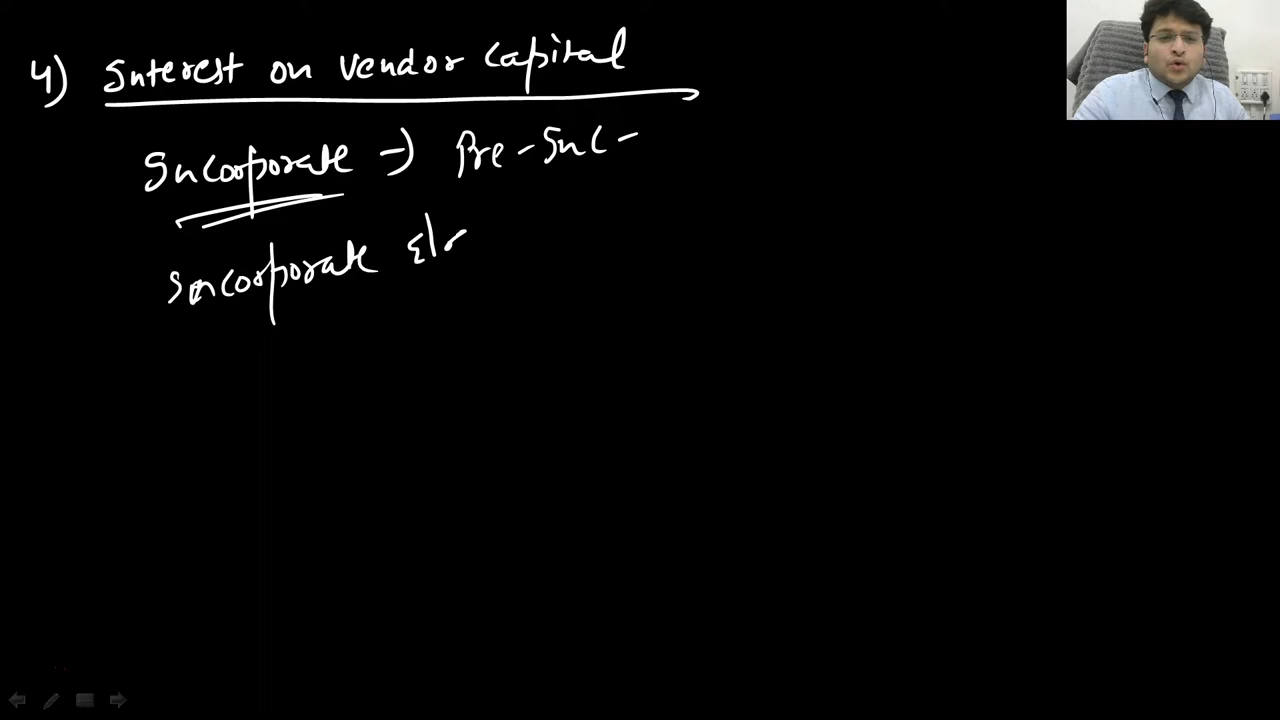 4) Interest on Vendor Capital
Incorporate → Pre-Inc -
Incorporate